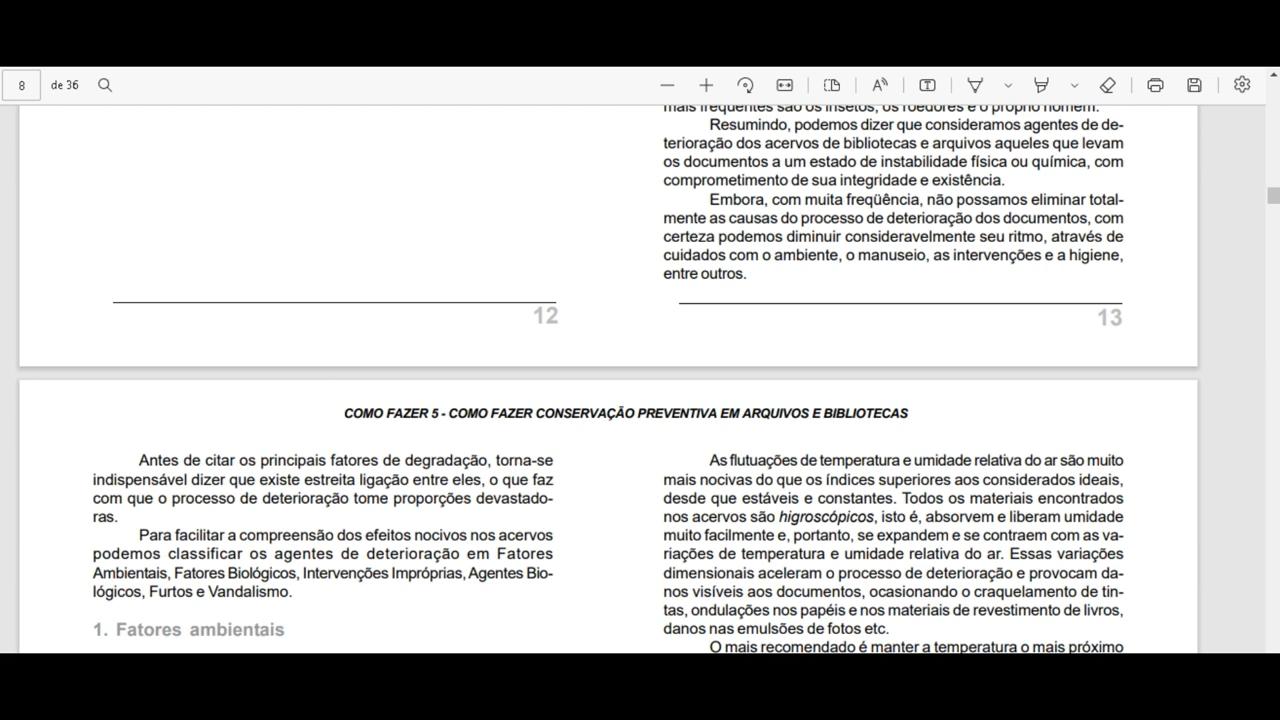 8 de 36
mais freqüentes são os insetos, os roedores e o próprio homem.
Resumindo, podemos dizer que consideramos agentes de de-
terioração dos acervos de bibliotecas e arquivos aqueles que levam
os documentos a um estado de instabilidade física ou química, com
comprometimento de sua integridade e existência.
Embora, com muita freqüência, não possamos eliminar total-
mente as causas do processo de deterioração dos documentos, com
certeza podemos diminuir consideravelmente seu ritmo, através de
cuidados com o ambiente, o manuseio, as intervenções e a higiene,
entre outros.
12
13
COMO FAZER 5 - COMO FAZER CONSERVAÇÃO PREVENTIVA EM ARQUIVOS E BIBLIOTECAS
Antes de citar os principais fatores de degradação, torna-se
indispensável dizer que existe estreita ligação entre eles, o que faz
com que o processo de deterioração tome proporções devastado-
ras.
Para facilitar a compreensão dos efeitos nocivos nos acervos
podemos classificar os agentes de deterioração em Fatores
Ambientais, Fatores Biológicos, Intervenções Impróprias, Agentes Bio-
lógicos, Furtos e Vandalismo.
1. Fatores ambientais
As flutuações de temperatura e umidade relativa do ar são muito
mais nocivas do que os índices superiores aos considerados ideais,
desde que estáveis e constantes. Todos os materiais encontrados
nos acervos são higroscópicos, isto é, absorvem e liberam umidade
muito facilmente e, portanto, se expandem e se contraem com as va-
riações de temperatura e umidade relativa do ar. Essas variações
dimensionais aceleram o processo de deterioração e provocam da-
nos visíveis aos documentos, ocasionando o craquelamento de tin-
tas, ondulações nos papéis e nos materiais de revestimento de livros,
danos nas emulsões de fotos etc.
O mais recomendado é manter a temperatura o mais próximo